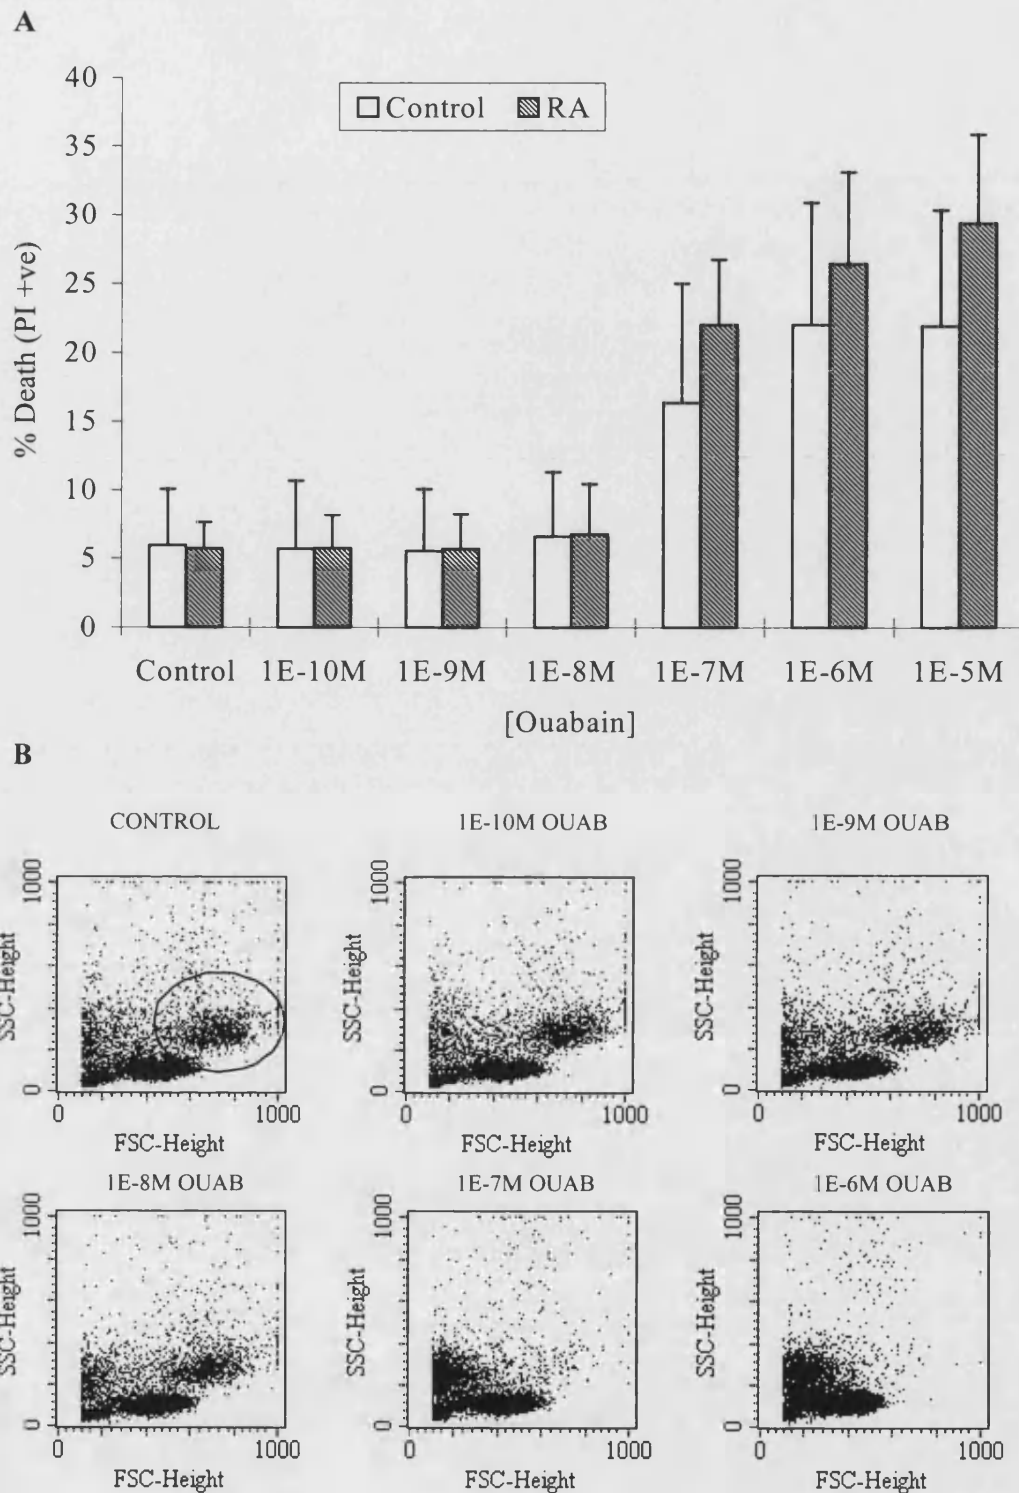 A
40
35
30
25
20
15
10
5
0
% Death (PI +ve)
Control RA
Control 1E-10M 1E-9M 1E-8M 1E-7M 1E-6M 1E-5M
[Ouabain]
B
CONTROL
1000
0
SSC-Height
0 1000
FSC-Height
1E-10M OUAB
1000
0
SSC-Height
0 1000
FSC-Height
1E-9M OUAB
1000
0
SSC-Height
0 1000
FSC-Height
1E-8M OUAB
1000
0
SSC-Height
0 1000
FSC-Height
1E-7M OUAB
1000
0
SSC-Height
0 1000
FSC-Height
1E-6M OUAB
1000
0
SSC-Height
0 1000
FSC-Height